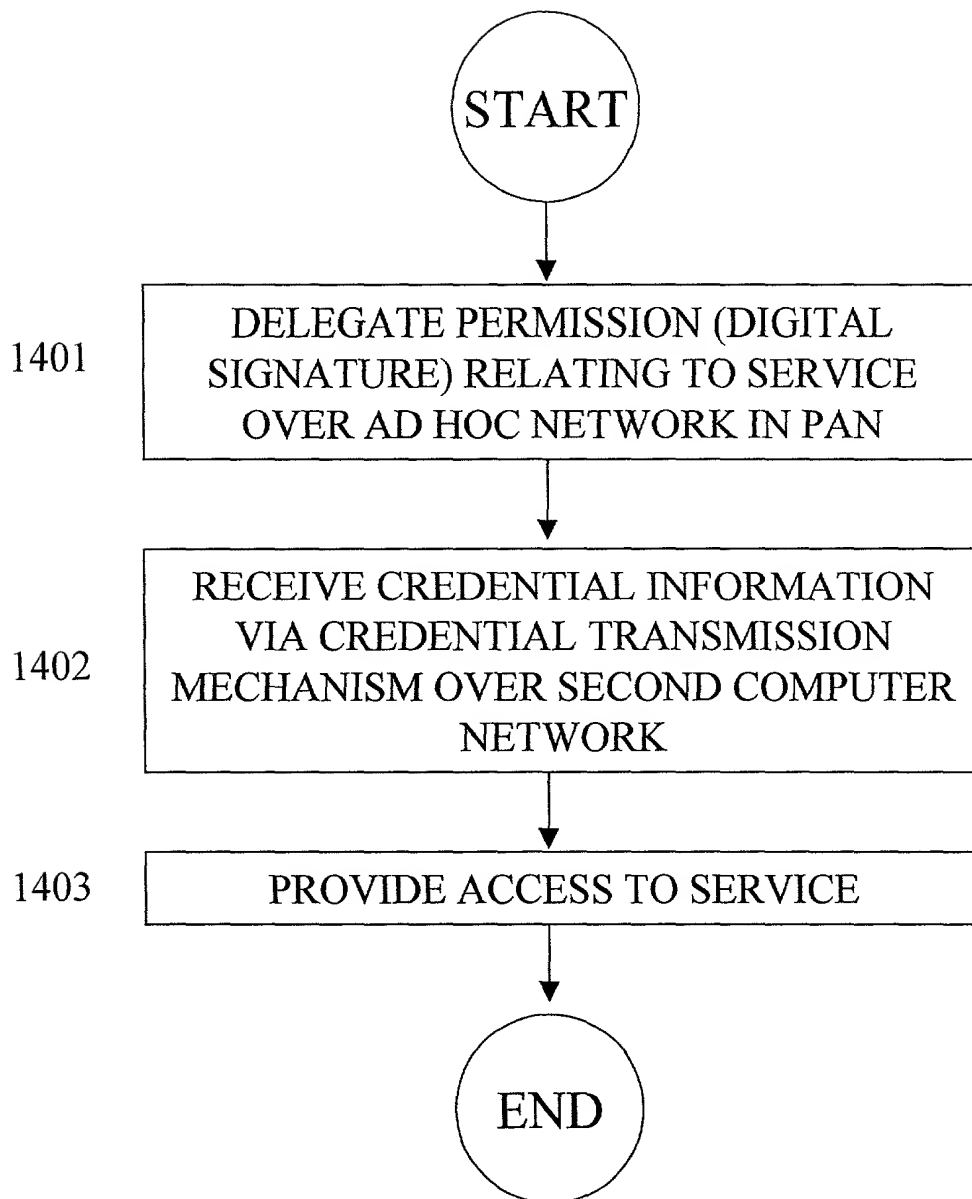 START
1401
DELEGATE PERMISSION (DIGITAL
SIGNATURE) RELATING TO SERVICE
OVER AD HOC NETWORK IN PAN
1402
RECEIVE CREDENTIAL INFORMATION
VIA CREDENTIAL TRANSMISSION
MECHANISM OVER SECOND COMPUTER
NETWORK
1403
PROVIDE ACCESS TO SERVICE
END